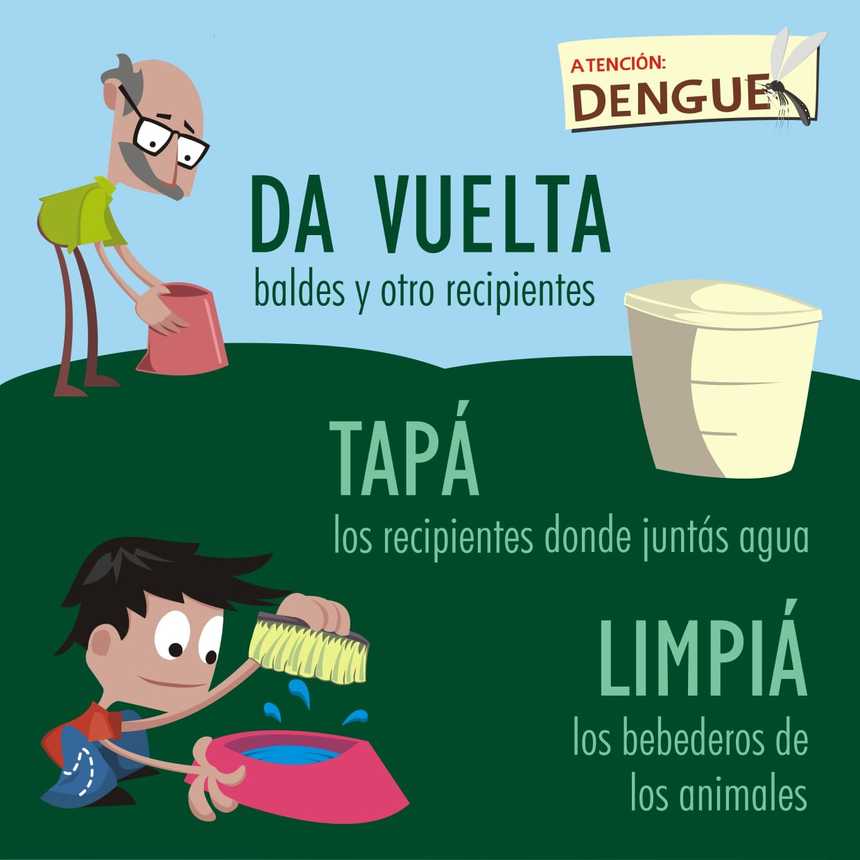 ATENCIÓN:
DENGUE
DA VUELTA
baldes y otro recipientes
TAPÁ
los recipientes donde juntás agua
LIMPIÁ
los bebederos de
los animales